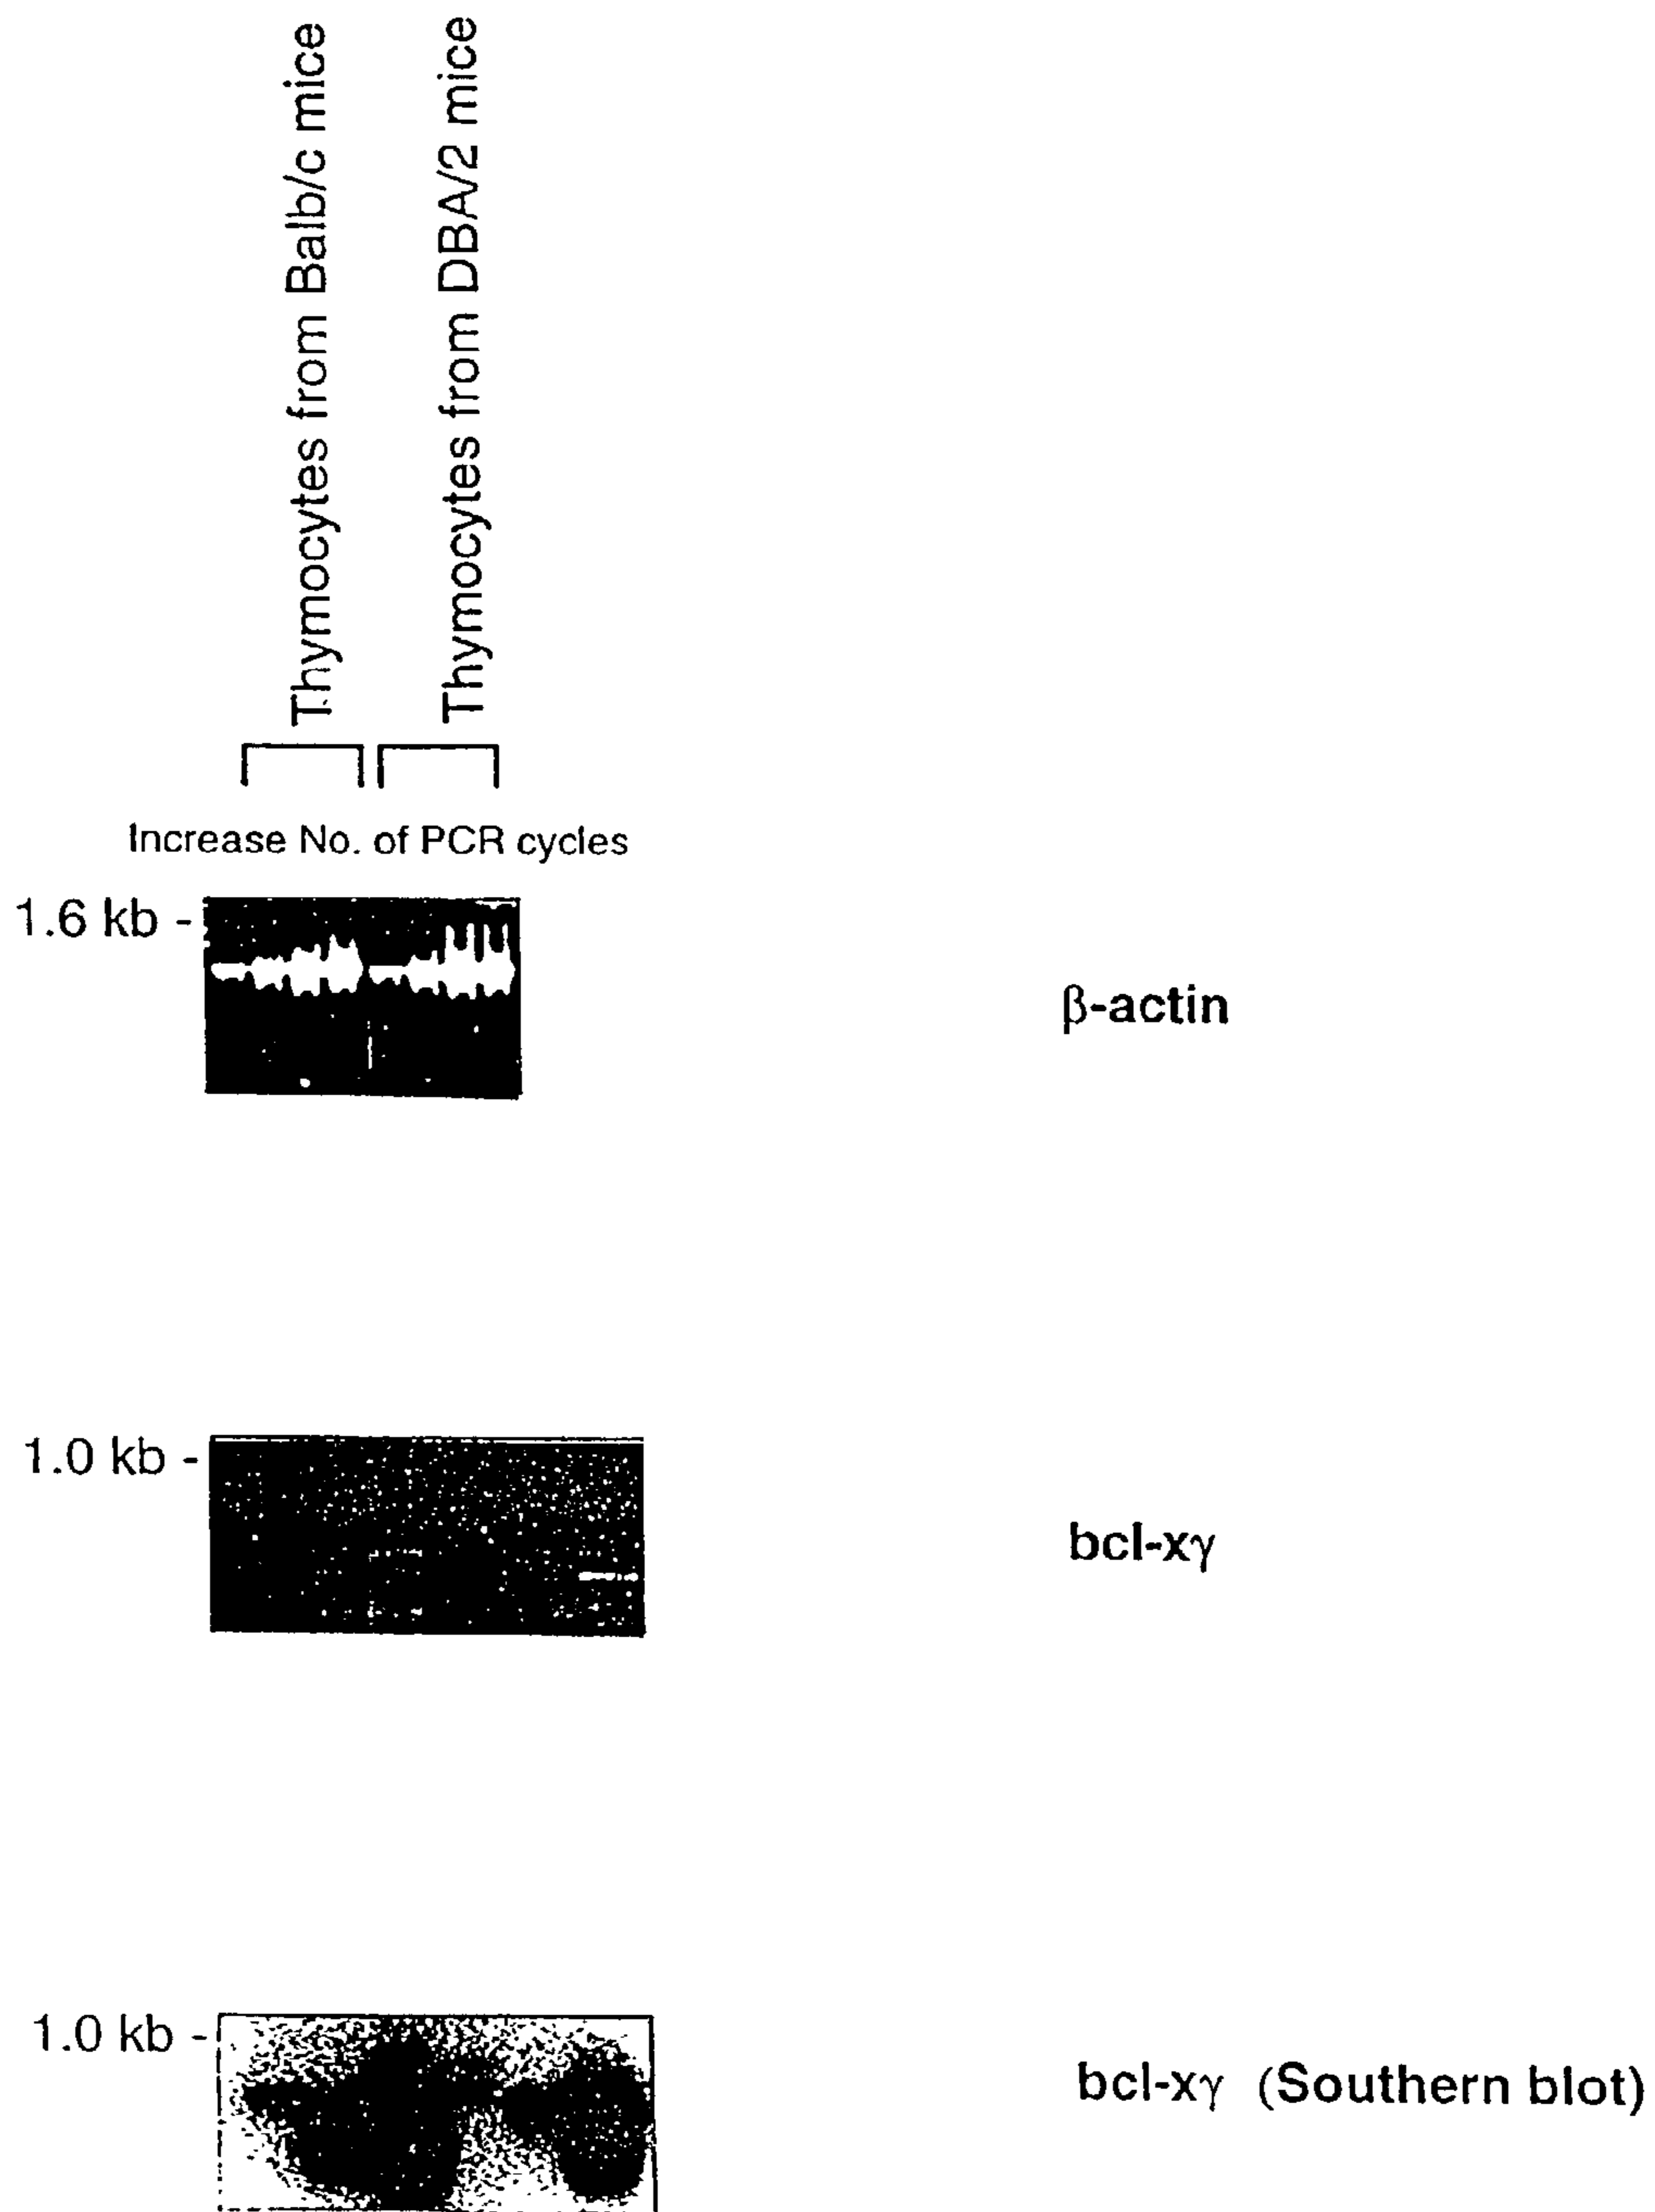 Thymocytes from Balb/c mice
Thymocytes from DBA/2 mice
Increase No. of PCR cycles
1.6 kb -
β-actin
1.0 kb -
bcl-xγ
1.0 kb -
bcl-xγ (Southern blot)